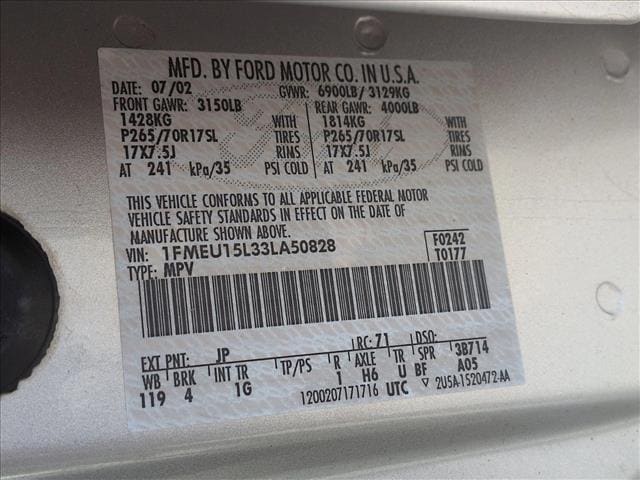 MFD. BY FORD MOTOR CO. IN U.S.A.
DATE: 07/02 GVWR: 6900LB/ 3129KG
FRONT GAWR: 3150LB REAR GAWR: 4000LB
1428KG WITH 1814KG WITH
P265/70R17SL TIRES P265/70R17SL TIRES
17X7.5J RIMS 17X7.5J RIMS
AT 241 kPa/35 PSI COLD AT 241 kPa/35 PSI COLD
THIS VEHICLE CONFORMS TO ALL APPLICABLE FEDERAL MOTOR
VEHICLE SAFETY STANDARDS IN EFFECT ON THE DATE OF
MANUFACTURE SHOWN ABOVE.
VIN: 1FMEU15L33LA50828 F0242
TYPE: MPV T0177
EXT PNT: JP RC: 71 DSO:
WB BRK INT TR TP/PS R AXLE TR SPR 3B714
119 4 1G 1 H6 U BF A05
1200207171716 UTC 2U5A-1520472-AA